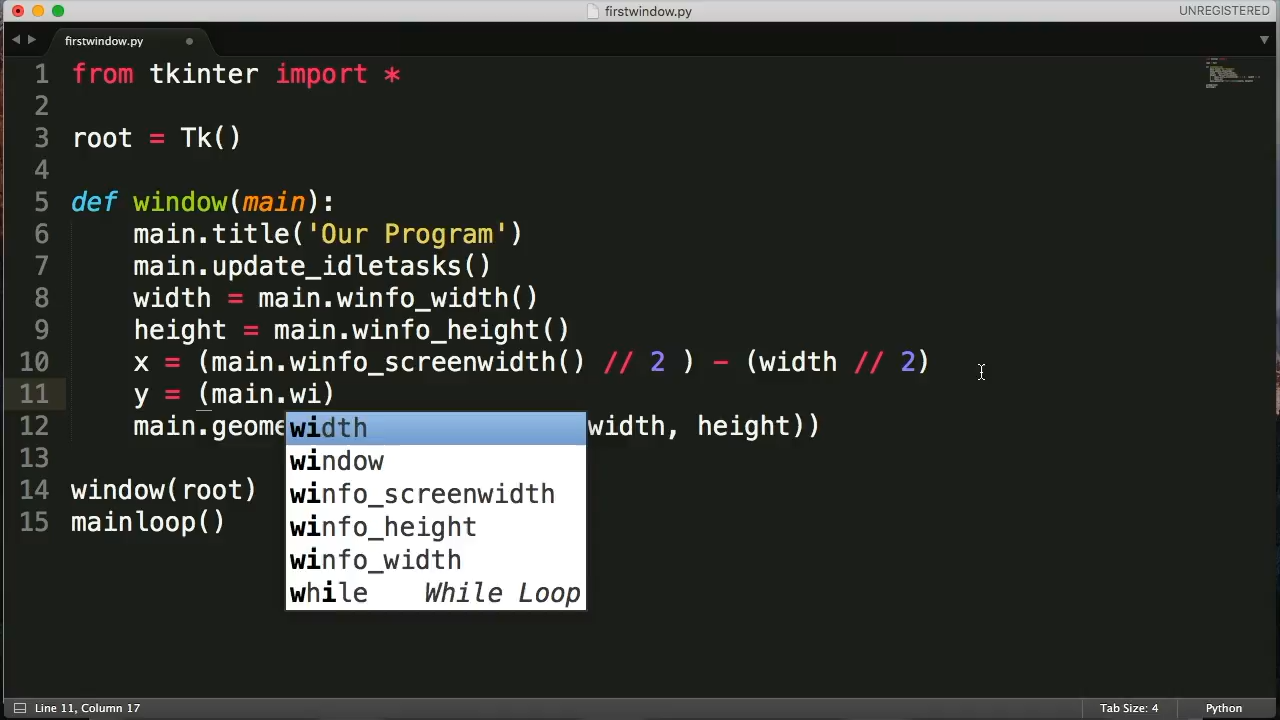 firstwindow.py
UNREGISTERED
firstwindow.py
1 from tkinter import *
2
3 root = Tk()
4
5 def window(main):
6 main.title('Our Program')
7 main.update_idletasks()
8 width = main.winfo_width()
9 height = main.winfo_height()
10 x = (main.winfo_screenwidth() // 2 ) - (width // 2)
11 y = (main.wi)
12 main.geome width, height))
width
window
winfo_screenwidth
winfo_height
winfo_width
while While Loop
13
14 window(root)
15 mainloop()
Line 11, Column 17
Tab Size: 4
Python